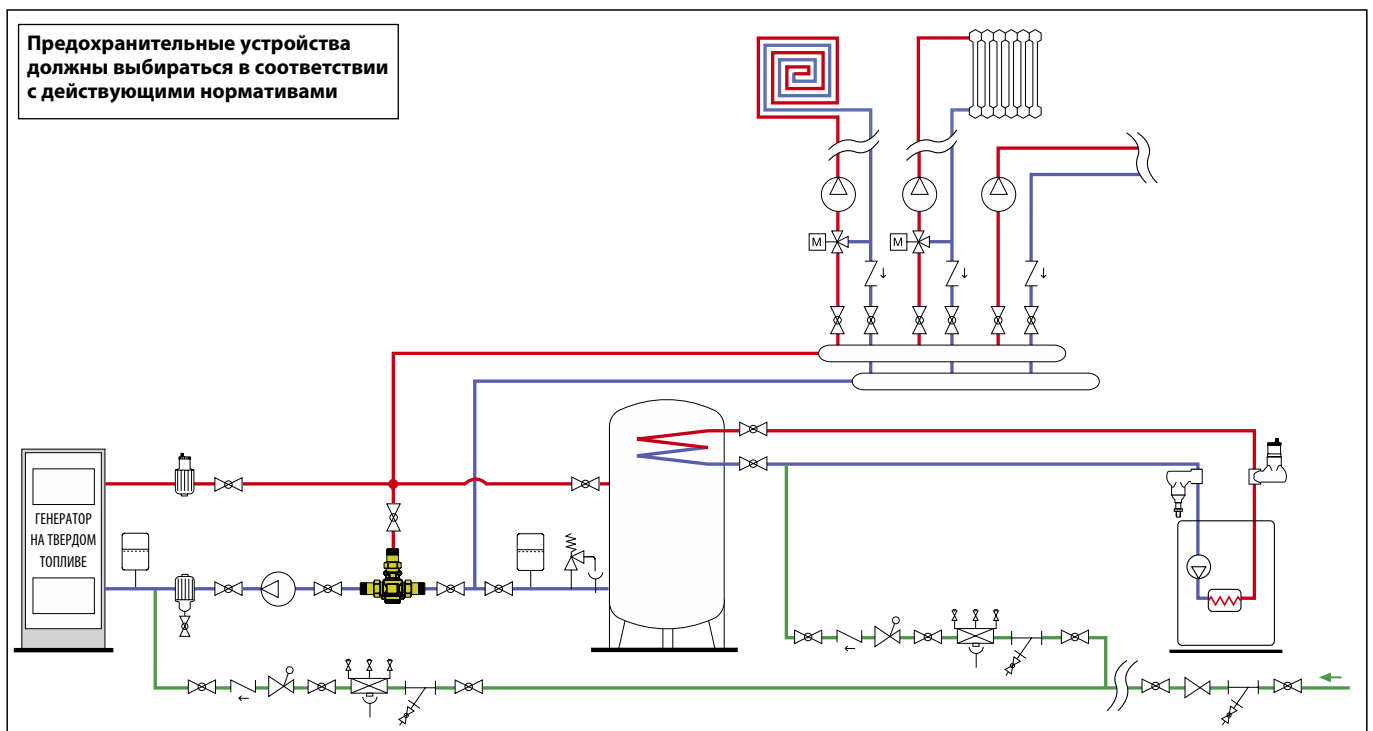 Предохранительные устройства
должны выбираться в соответствии
с действующими нормативами
M
M
ГЕНЕРАТОР
НА ТВЕРДОМ
ТОПЛИВЕ